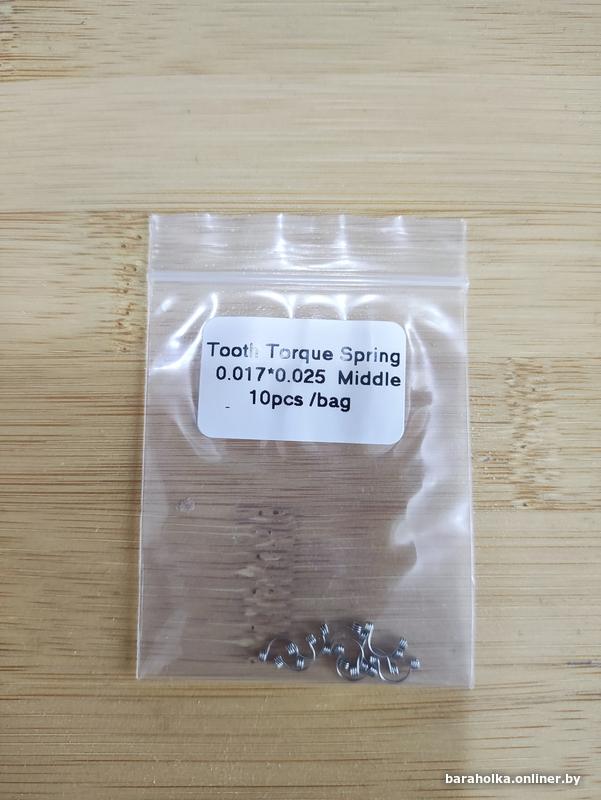 Tooth Torque Spring
0.017*0.025 Middle
10pcs /bag
baraholka.onliner.by